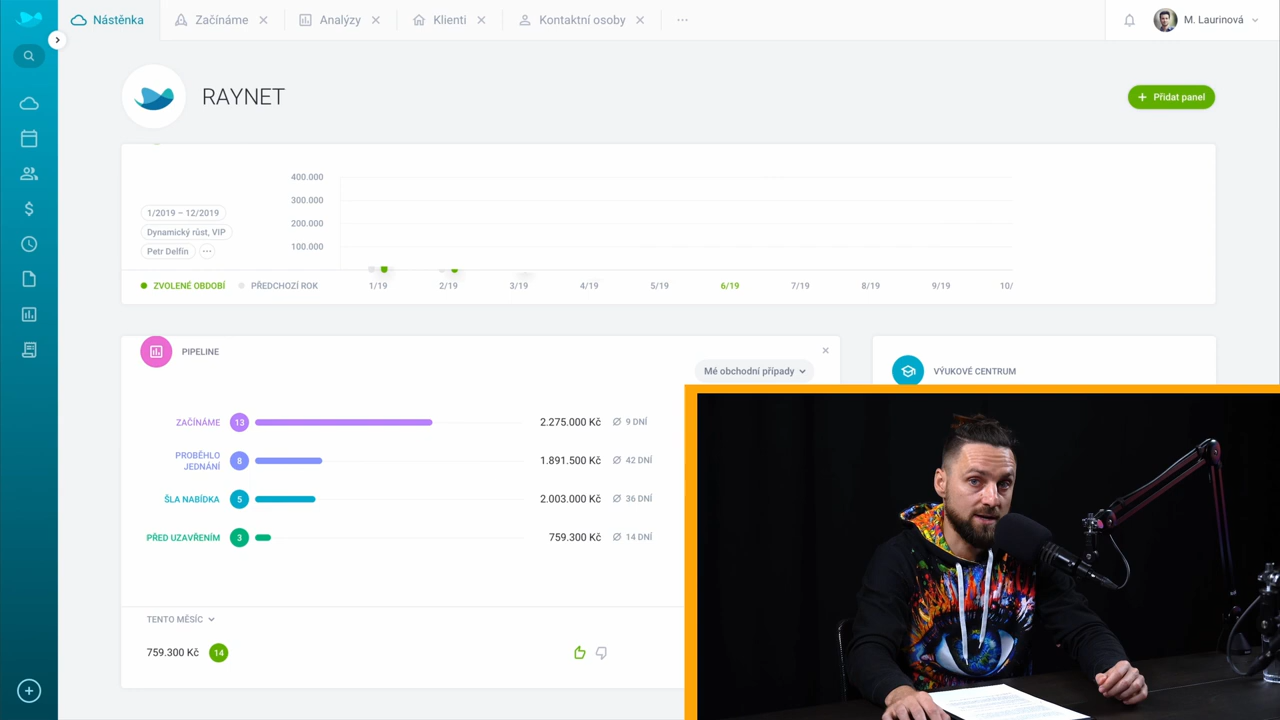 Nástěnka
Začínáme
Analýzy
Klienti
Kontaktní osoby
M. Laurinová
RAYNET
+ Přidat panel
400.000
300.000
200.000
100.000
1/2019 – 12/2019
Dynamický růst, VIP
Petr Delfín
ZVOLENÉ OBDOBÍ
PŘEDCHOZÍ ROK
1/19
2/19
3/19
4/19
5/19
6/19
7/19
8/19
9/19
10/
PIPELINE
Mé obchodní případy
VÝUKOVÉ CENTRUM
ZAČÍNÁME 13 2.275.000 Kč Ø 9 DNÍ
PROBĚHLO
JEDNÁNÍ 8 1.891.500 Kč Ø 42 DNÍ
ŠLA NABÍDKA 5 2.003.000 Kč Ø 36 DNÍ
PŘED UZAVŘENÍM 3 759.300 Kč Ø 14 DNÍ
TENTO MĚSÍC
759.300 Kč 14